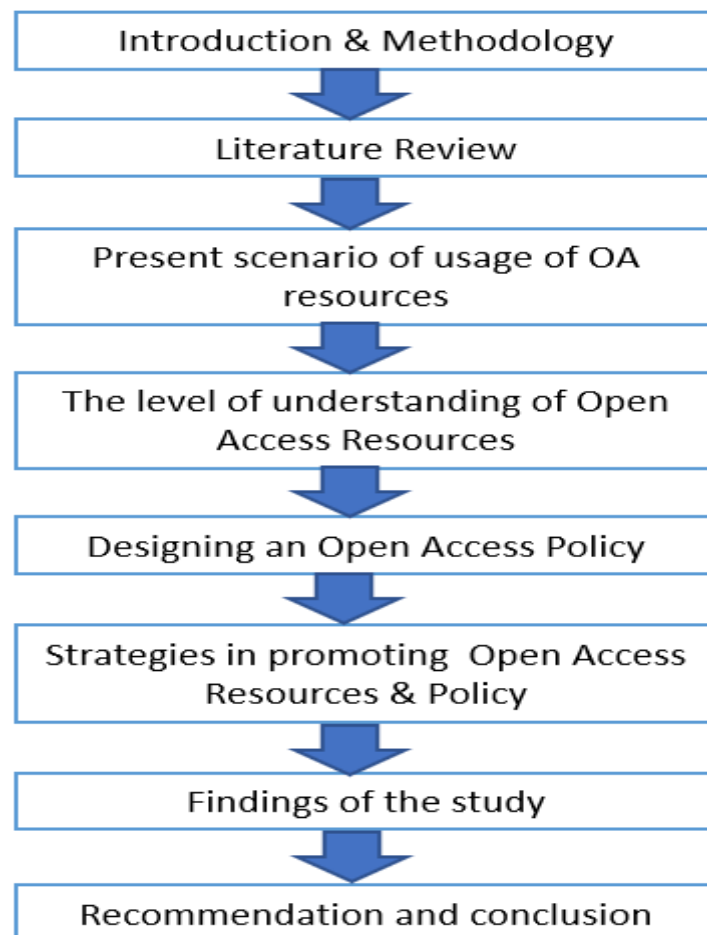 Introduction & Methodology
Literature Review
Present scenario of usage of OA
resources
The level of understanding of Open
Access Resources
Designing an Open Access Policy
Strategies in promoting Open Access
Resources & Policy
Findings of the study
Recommendation and conclusion